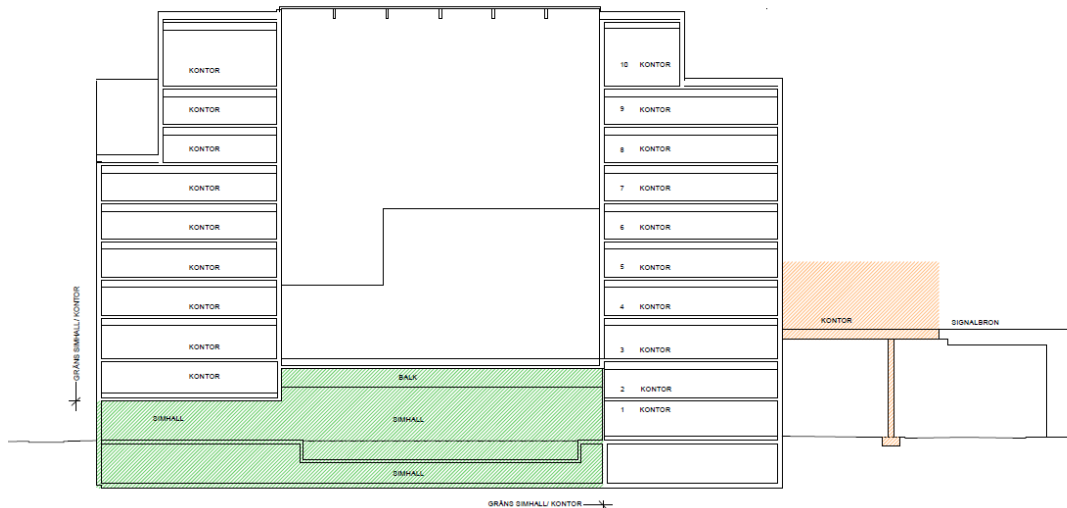 KONTOR
10 KONTOR
KONTOR
9 KONTOR
KONTOR
8 KONTOR
KONTOR
7 KONTOR
KONTOR
6 KONTOR
KONTOR
5 KONTOR
KONTOR
4 KONTOR
KONTOR
SIGNALBRON
KONTOR
3 KONTOR
GRÄNS SIMHALL/ KONTOR
KONTOR
BALK
2 KONTOR
SIMHALL
SIMHALL
1 KONTOR
SIMHALL
GRÄNS SIMHALL/ KONTOR